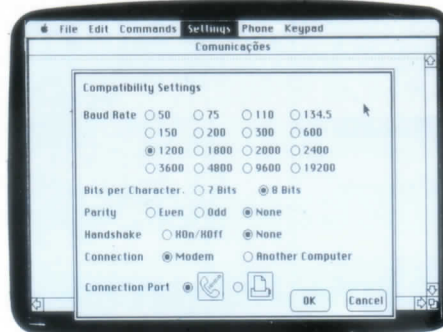 File Edit Commands Settings Phone Keypad
Comunicações
Compatibility Settings
Baud Rate 50 75 110 134.5
150 200 300 600
1200 1800 2000 2400
3600 4800 9600 19200
Bits per Character. 7 Bits 8 Bits
Parity Even Odd None
Handshake XOn/XOff None
Connection Modem Another Computer
Connection Port
OK Cancel